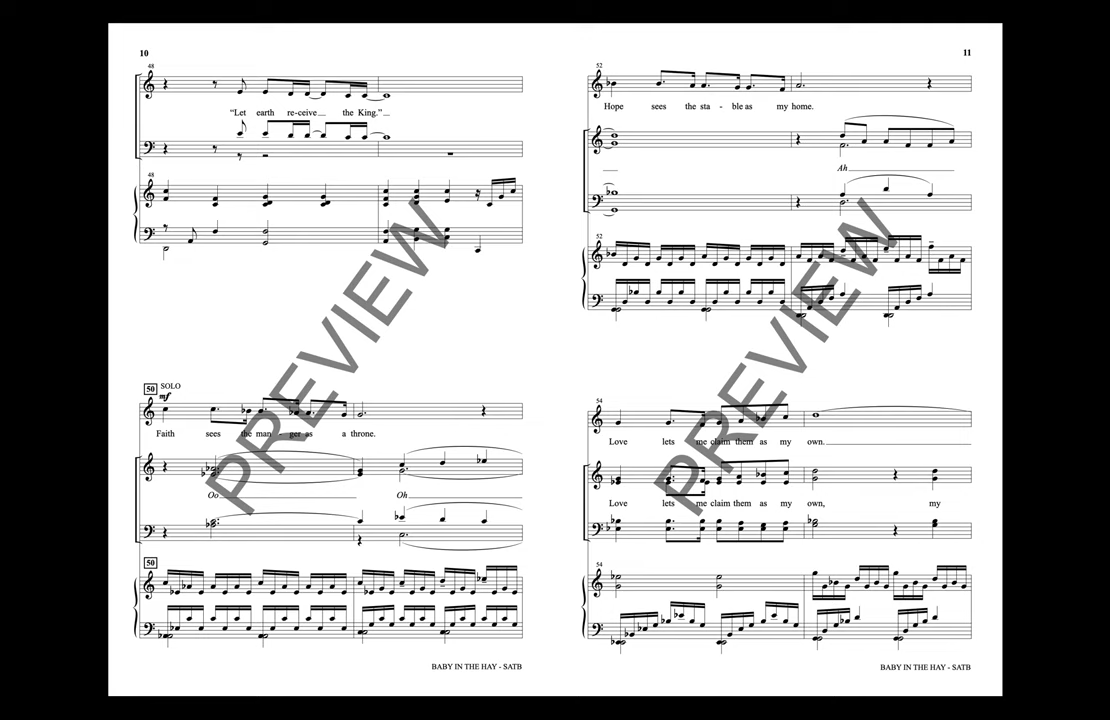 10
48
“Let earth re-ceive the King.”
48
50 SOLO
mf
Faith sees the man - ger as a throne.
Oo Oh
50
BABY IN THE HAY - SATB
11
52
Hope sees the sta - ble as my home.
Ah
52
54
Love lets me claim them as my own.
Love lets me claim them as my own, my
54
BABY IN THE HAY - SATB
PREVIEW
PREVIEW